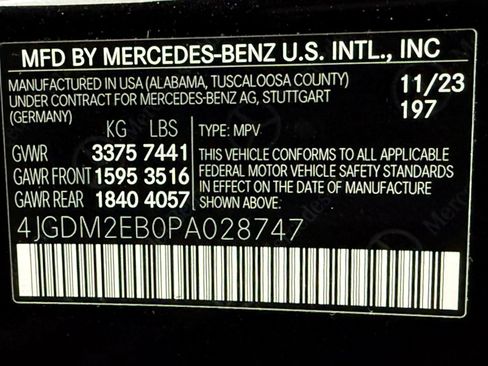 MFD BY MERCEDES-BENZ U.S. INTL., INC
MANUFACTURED IN USA (ALABAMA, TUSCALOOSA COUNTY)
UNDER CONTRACT FOR MERCEDES-BENZ AG, STUTTGART
(GERMANY)
11/23
197
KG LBS
GVWR 3375 7441
GAWR FRONT 1595 3516
GAWR REAR 1840 4057
TYPE: MPV
THIS VEHICLE CONFORMS TO ALL APPLICABLE
FEDERAL MOTOR VEHICLE SAFETY STANDARDS
IN EFFECT ON THE DATE OF MANUFACTURE
SHOWN ABOVE.
4JGDM2EB0PA028747